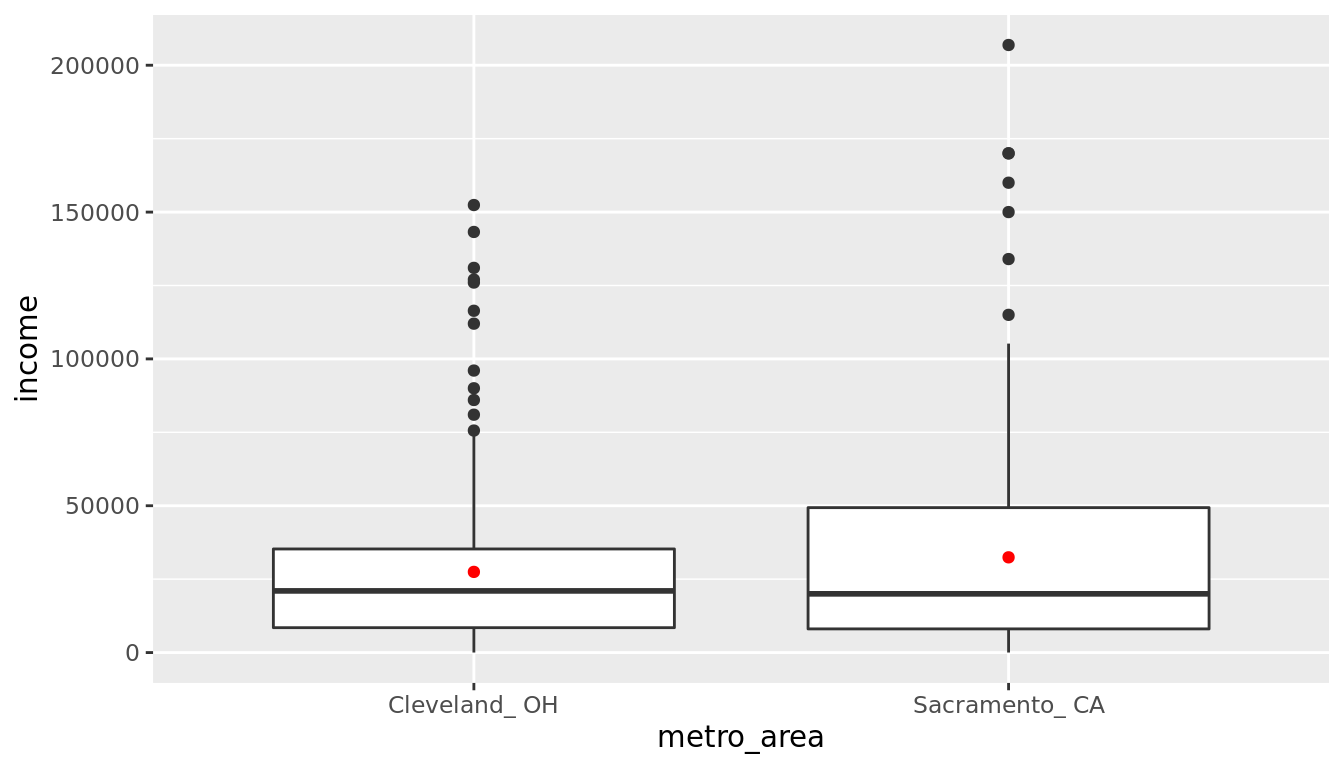 200000
150000
100000
50000
0
income
Cleveland_ OH
Sacramento_ CA
metro_area